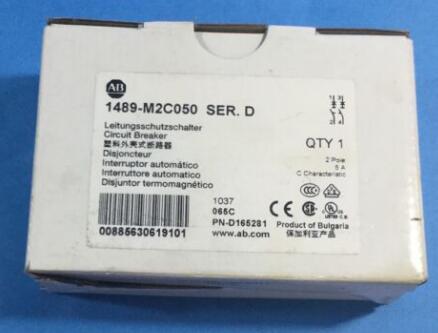 AB
1489-M2C050 SER. D
Leitungsschutzschalter
Circuit Breaker
塑料外壳式断路器
Disjoncteur
Interruptor automático
Interruttore automatico
Disjuntor termomagnético
QTY 1
2 Pole
5 A
C Characteristic
1037
065C
PN-D165281
00885630619101
www.ab.com
Product of Bulgaria
保加利亚产品